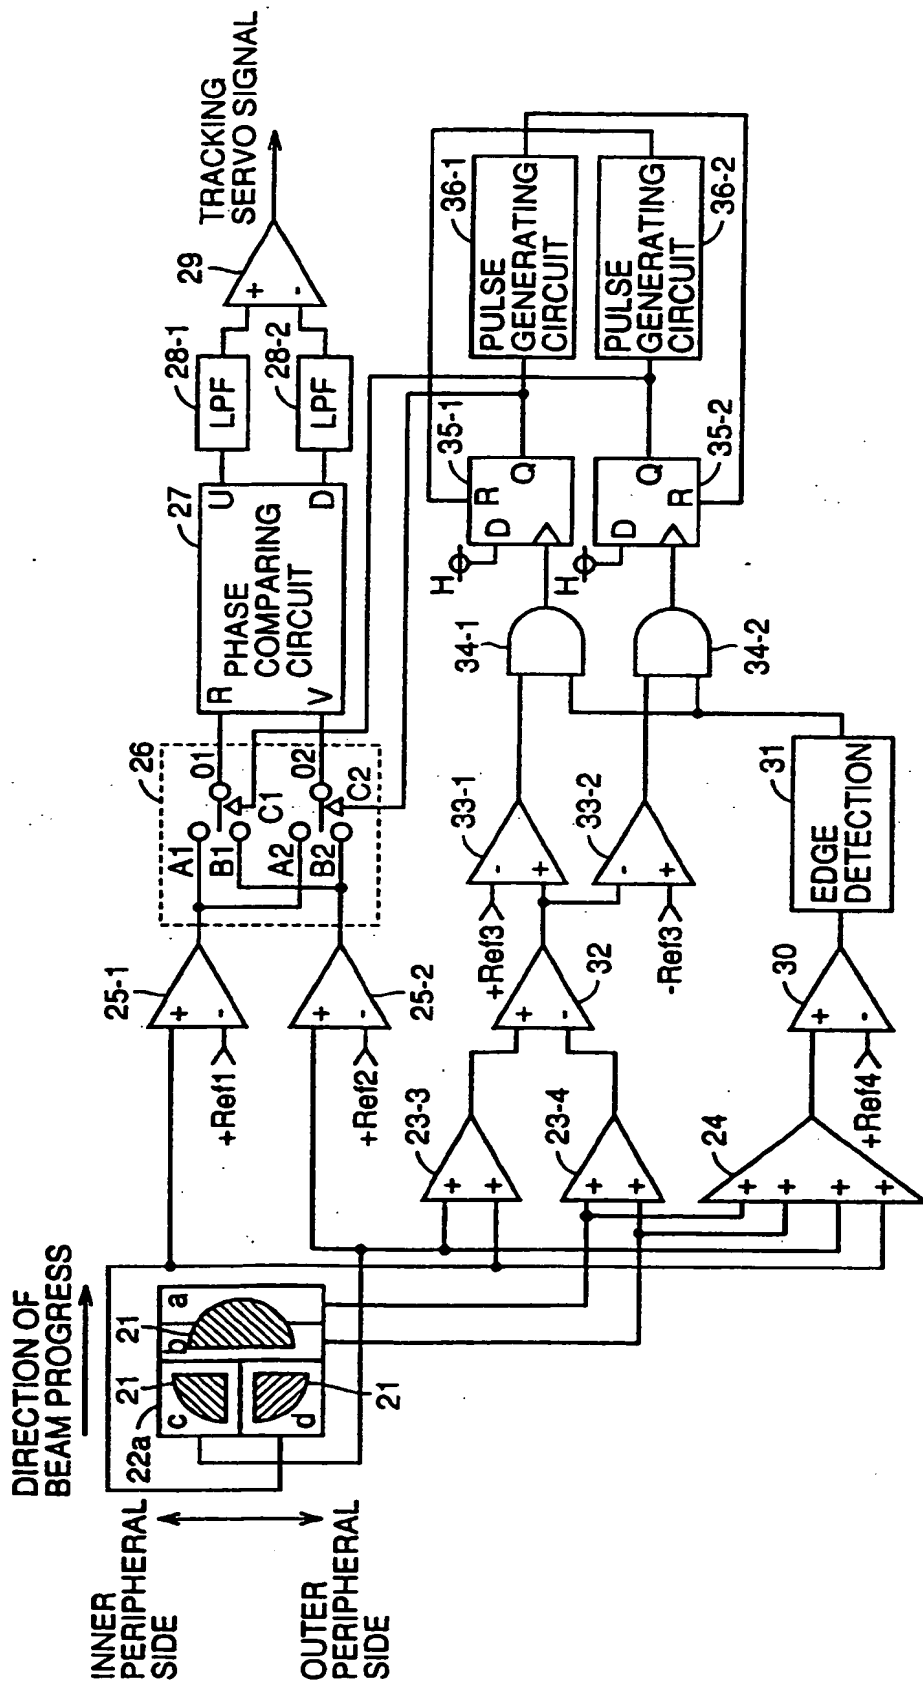 DIRECTION OF
BEAM PROGRESS
INNER
PERIPHERAL
SIDE
OUTER
PERIPHERAL
SIDE
22a
21
21
21
a
b
c
d
25-1
+
-
+Ref1
25-2
+
-
+Ref2
26
A1
B1
A2
B2
O1
O2
C1
C2
27
R
V
PHASE
COMPARING
CIRCUIT
U
D
28-1
LPF
28-2
LPF
29
+
-
TRACKING
SERVO SIGNAL
23-3
+
+
23-4
+
+
24
+
+
+
+
32
+
-
33-1
-
+
+Ref3
33-2
-
+
-Ref3
30
+
-
+Ref4
31
EDGE
DETECTION
34-1
34-2
H
D
R
Q
35-1
H
D
Q
R
35-2
36-1
PULSE
GENERATING
CIRCUIT
36-2
PULSE
GENERATING
CIRCUIT